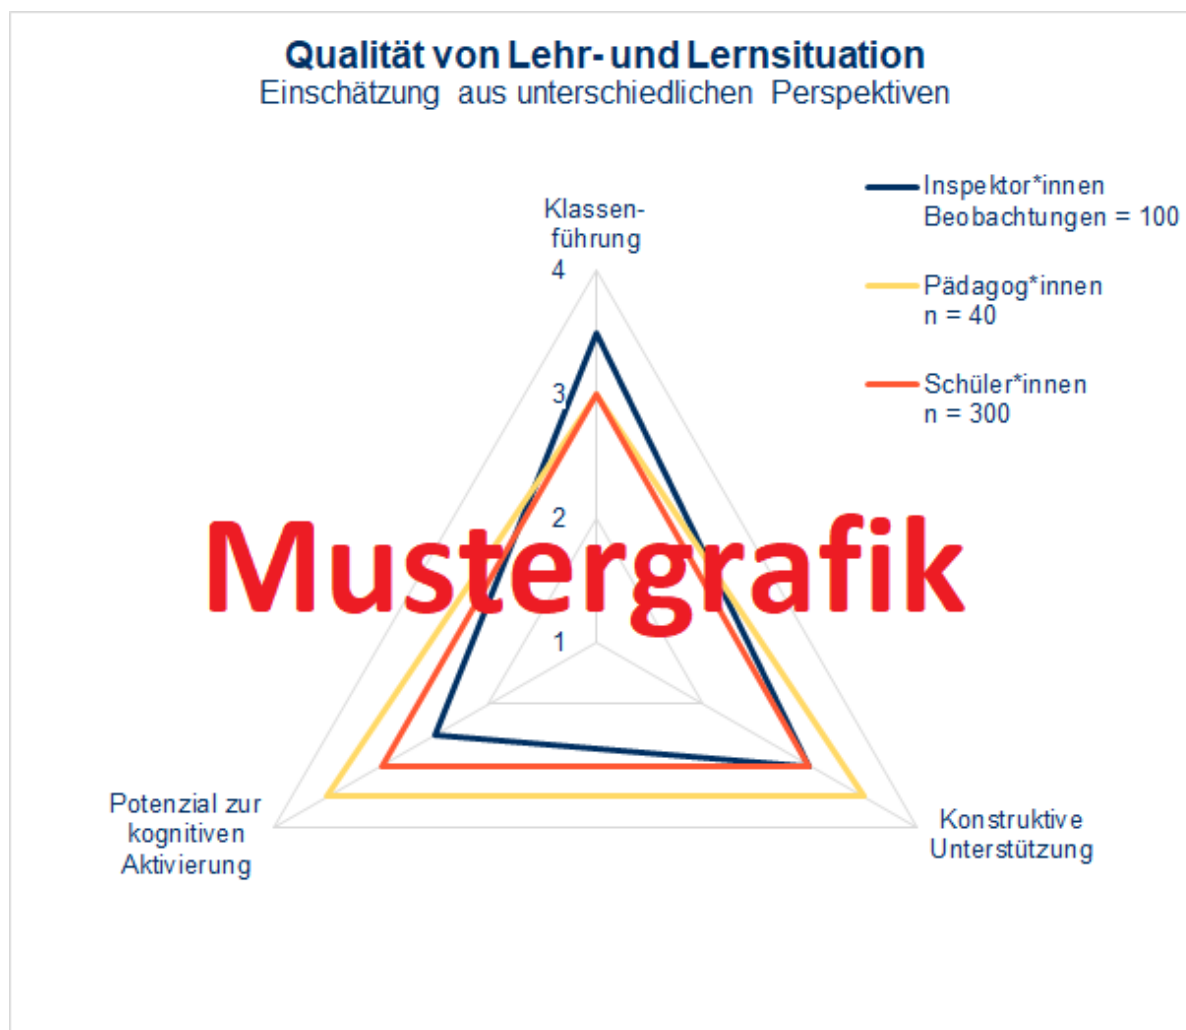 Qualität von Lehr- und Lernsituation
Einschätzung aus unterschiedlichen Perspektiven
Inspektor*innen
Beobachtungen = 100
Pädagog*innen
n = 40
Schüler*innen
n = 300
Klassen-
führung
4
3
2
1
Mustergrafik
Potenzial zur
kognitiven
Aktivierung
Konstruktive
Unterstützung